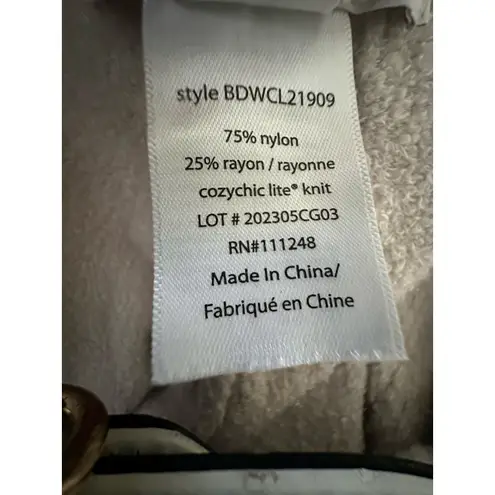 style BDWCL21909
75% nylon
25% rayon / rayonne
cozychic lite® knit
LOT # 202305CG03
RN#111248
Made In China/
Fabriqué en Chine